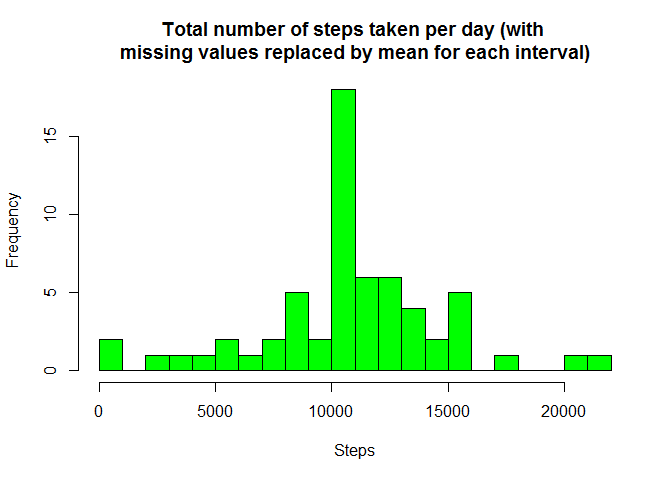 Total number of steps taken per day (with
missing values replaced by mean for each interval)
Frequency
15
10
5
0
0 5000 10000 15000 20000
Steps